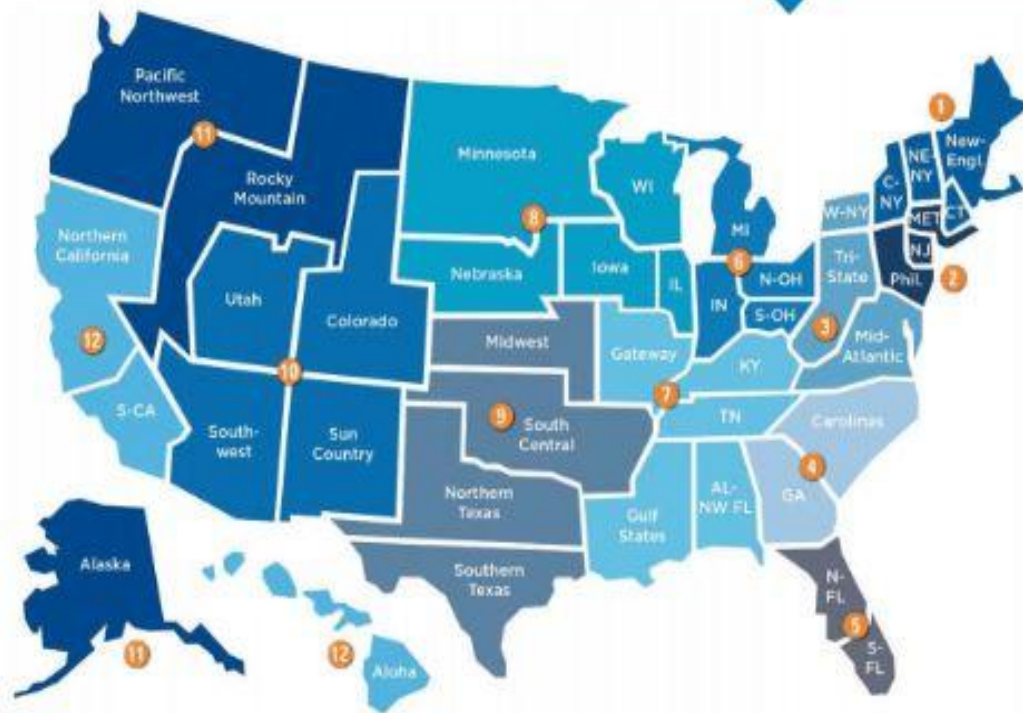 Pacific
Northwest
11
Rocky
Mountain
Minnesota
8
WI
MI
1
New-
Engl.
NE-
NY
C-
NY
W-NY
MET
CT
NJ
Phil.
2
Northern
California
12
Utah
Colorado
Nebraska
Iowa
IL
IN
6
N-OH
S-OH
Tri-
State
3
Mid-
Atlantic
Midwest
Gateway
KY
7
TN
Carolinas
10
S-CA
South-
west
Sun
Country
9
South
Central
4
GA
AL-
NW FL
Gulf
States
Northern
Texas
Southern
Texas
N-
FL
5
S-
FL
Alaska
11
12
Aloha